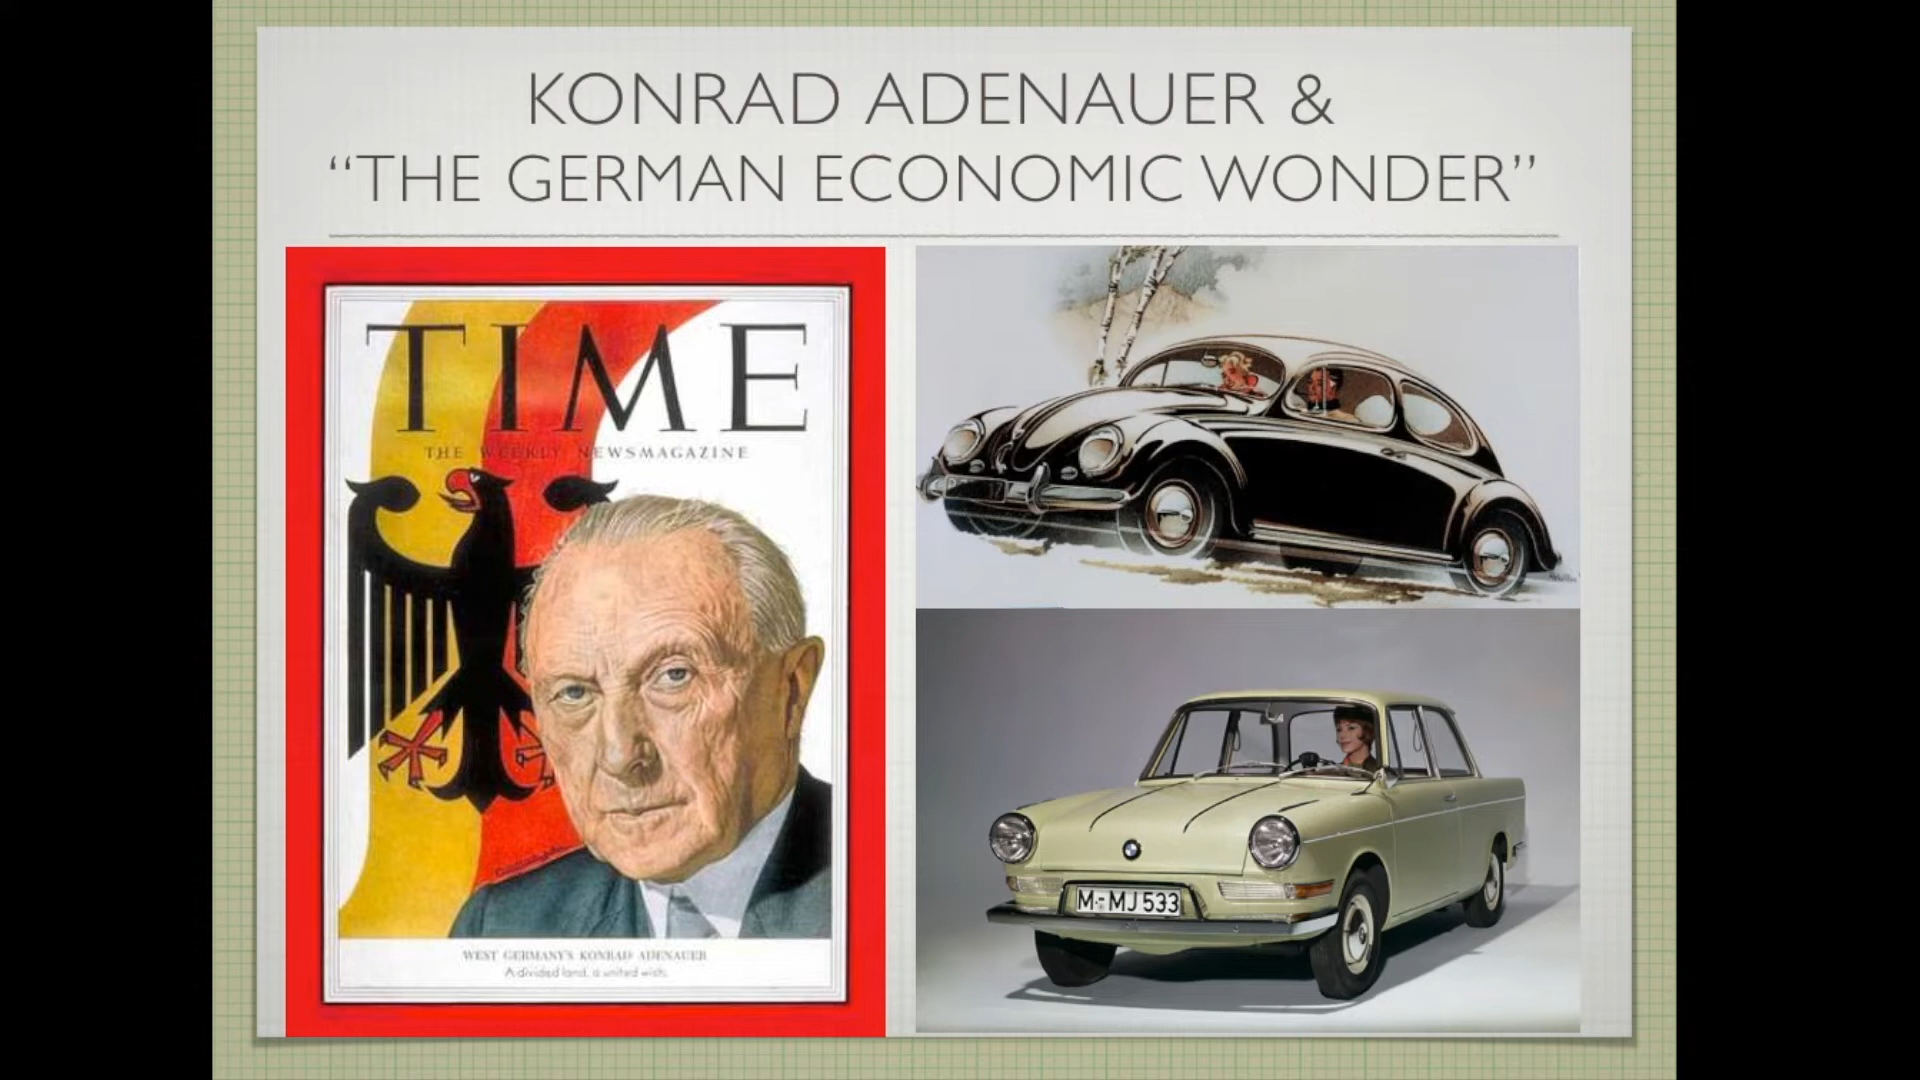 KONRAD ADENAUER &
“THE GERMAN ECONOMIC WONDER”
TIME
THE WEEKLY NEWSMAGAZINE
WEST GERMANY'S KONRAD ADENAUER
A divided land, a united wish.
M-MJ 533